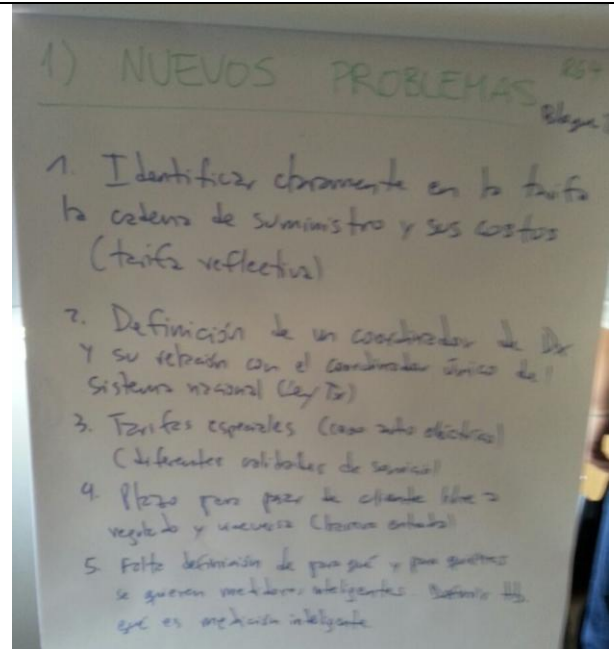 1) NUEVOS PROBLEMAS
1. Identificar claramente en la tarifa
la cadena de suministro y sus costos
(tarifa reflectiva)
2. Definición de un coordinador de Dx
y su relación con el coordinador único del
sistema nacional (Ley Tx)
3. Tarifas especiales (como auto eléctrico)
(diferentes calidades de servicio)
4. Plazo para pasar de cliente libre a
regulado y viceversa (barrera entrada)
5. Falta definición de para qué y para quiénes
se quieren medidores inteligentes. Definir
qué es medición inteligente